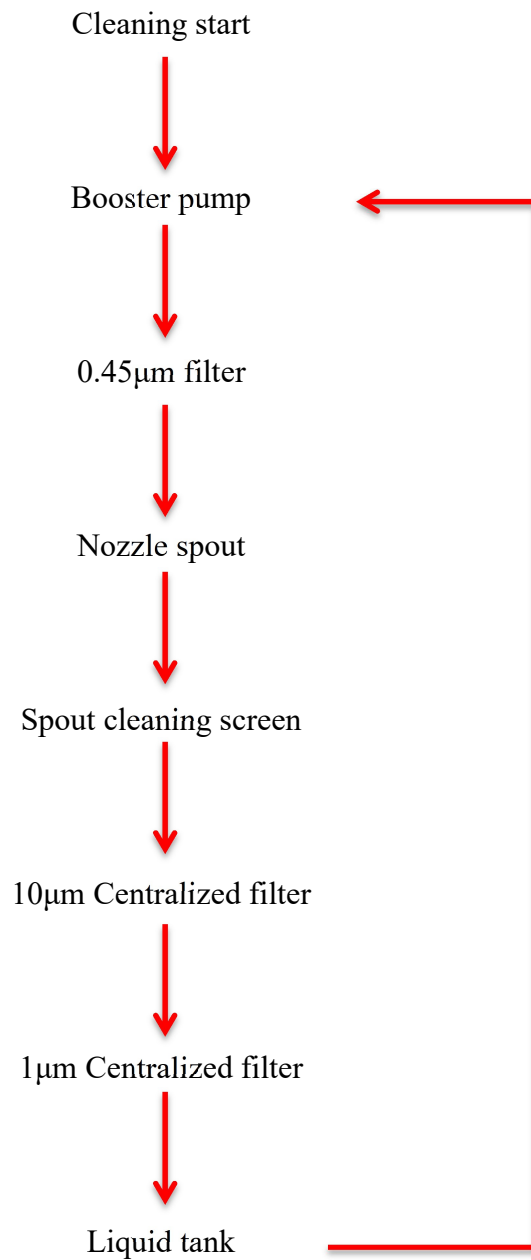 Cleaning start
Booster pump
0.45μm filter
Nozzle spout
Spout cleaning screen
10μm Centralized filter
1μm Centralized filter
Liquid tank